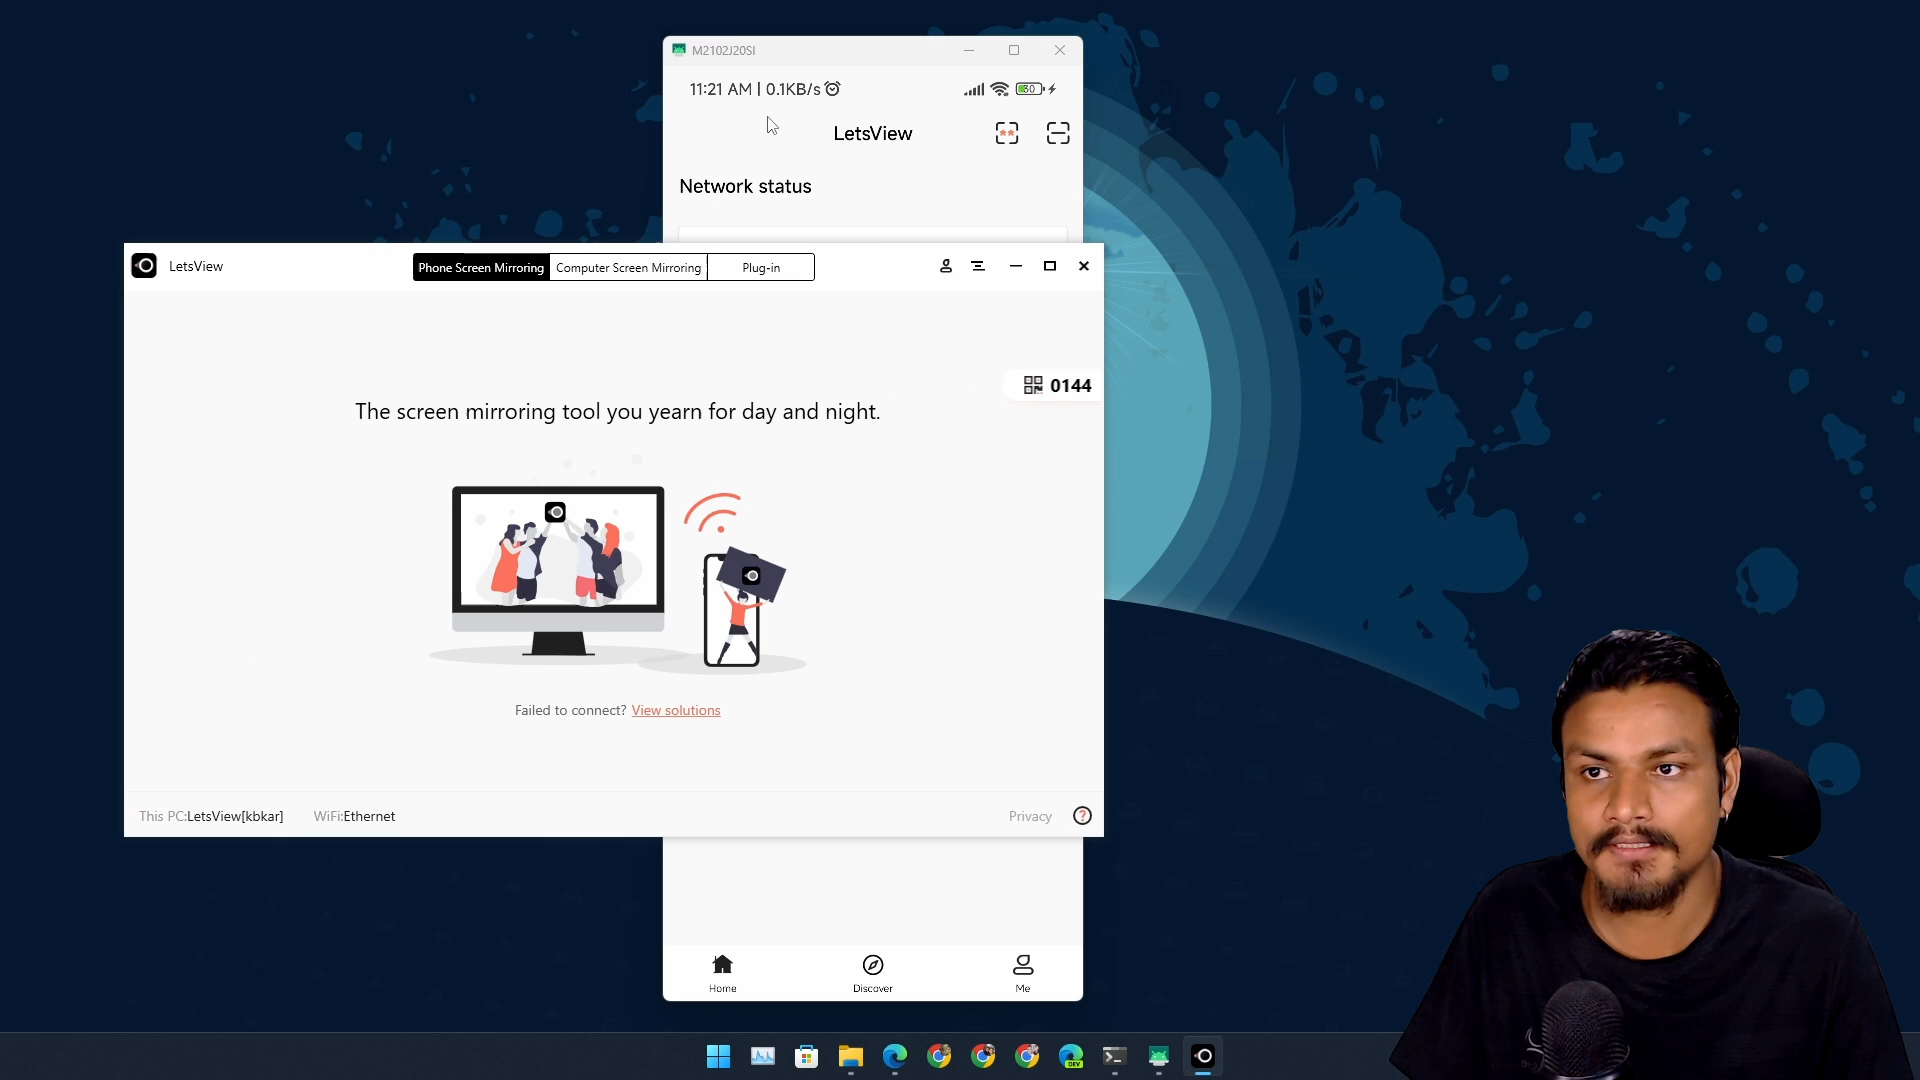 M2102J20SI
11:21 AM | 0.1KB/s
30
LetsView
Network status
LetsView
Phone Screen Mirroring
Computer Screen Mirroring
Plug-in
0144
The screen mirroring tool you yearn for day and night.
Failed to connect? View solutions
This PC:LetsView[kbkar]
WiFi:Ethernet
Privacy
Home
Discover
Me
DEV